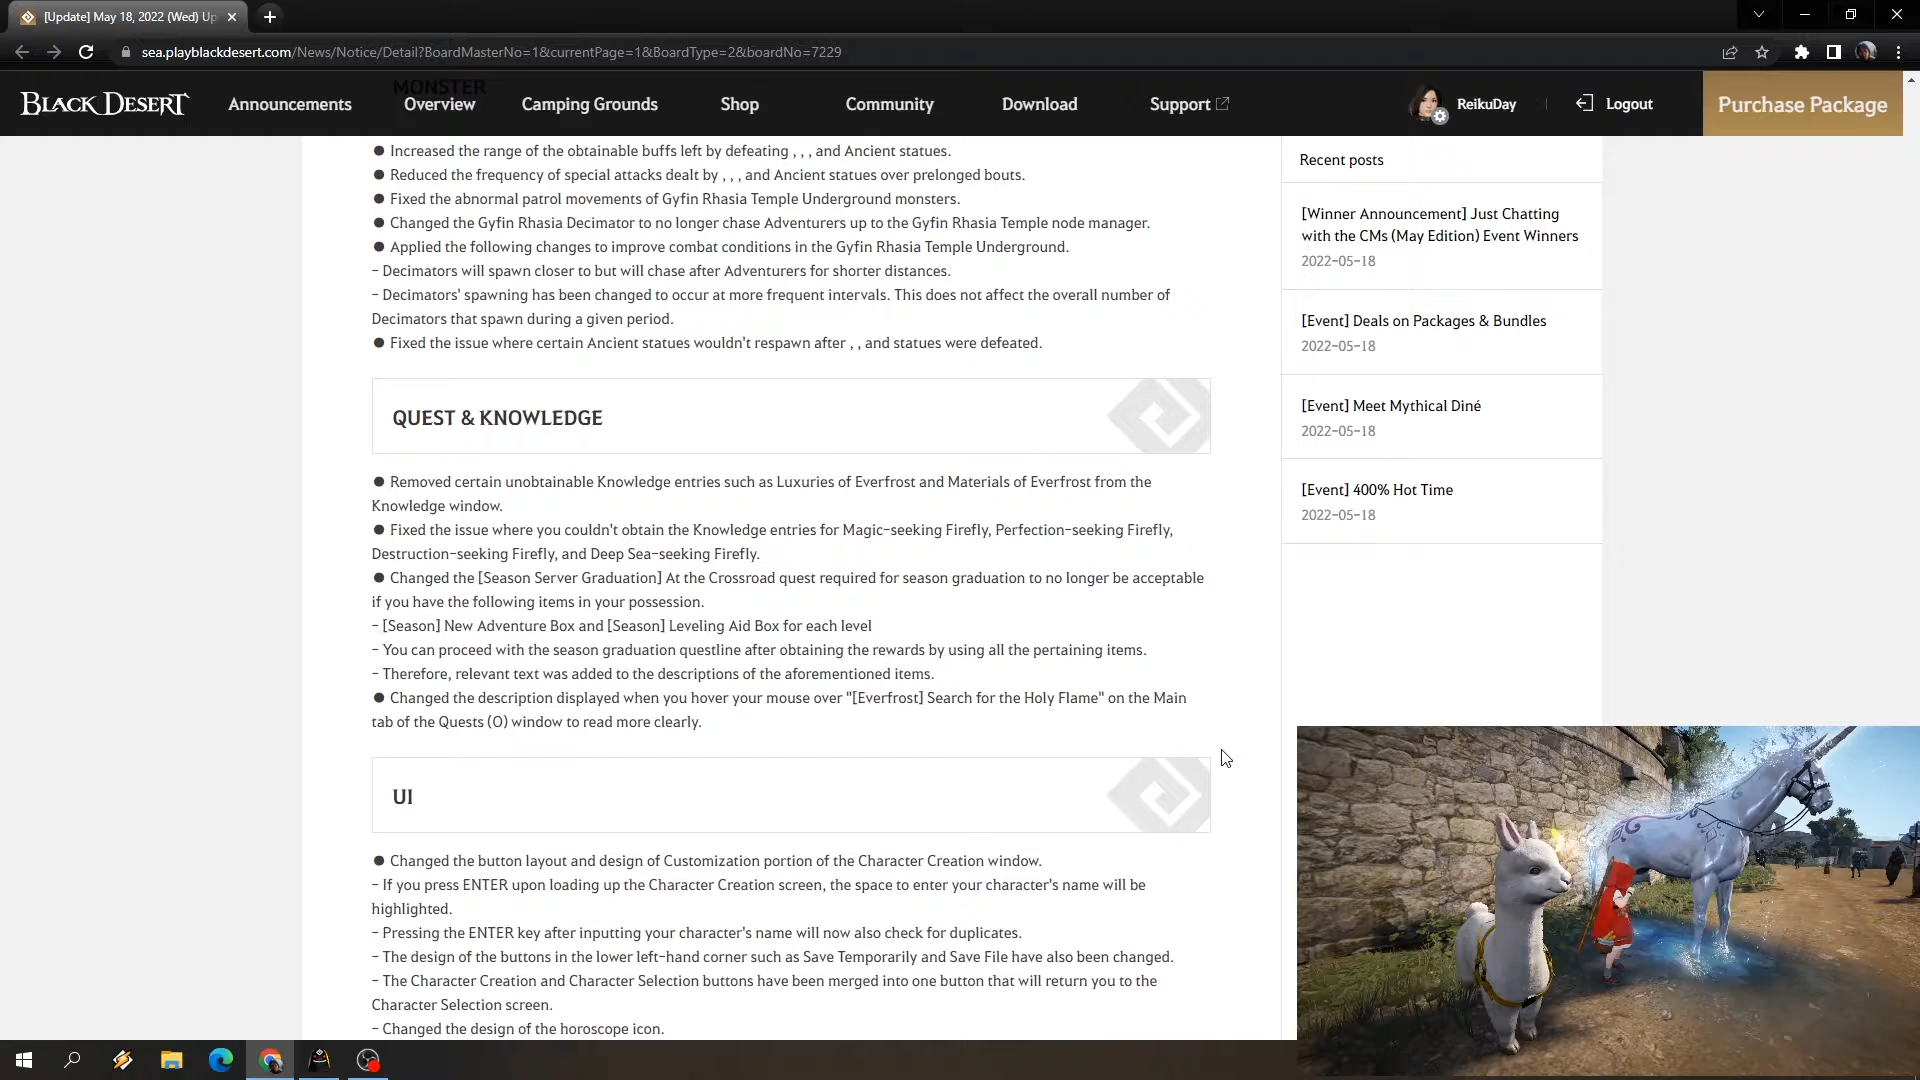 [Update] May 18, 2022 (Wed) Up
sea.playblackdesert.com/News/Notice/Detail?BoardMasterNo=1&currentPage=1&BoardType=2&boardNo=7229
MONSTER
BLACK DESERT
Announcements
Overview
Camping Grounds
Shop
Community
Download
Support
ReikuDay
Logout
Purchase Package
● Increased the range of the obtainable buffs left by defeating , , , and Ancient statues.
● Reduced the frequency of special attacks dealt by , , , and Ancient statues over prelonged bouts.
● Fixed the abnormal patrol movements of Gyfin Rhasia Temple Underground monsters.
● Changed the Gyfin Rhasia Decimator to no longer chase Adventurers up to the Gyfin Rhasia Temple node manager.
● Applied the following changes to improve combat conditions in the Gyfin Rhasia Temple Underground.
- Decimators will spawn closer to but will chase after Adventurers for shorter distances.
- Decimators' spawning has been changed to occur at more frequent intervals. This does not affect the overall number of
Decimators that spawn during a given period.
● Fixed the issue where certain Ancient statues wouldn't respawn after , , and statues were defeated.
QUEST & KNOWLEDGE
● Removed certain unobtainable Knowledge entries such as Luxuries of Everfrost and Materials of Everfrost from the
Knowledge window.
● Fixed the issue where you couldn't obtain the Knowledge entries for Magic-seeking Firefly, Perfection-seeking Firefly,
Destruction-seeking Firefly, and Deep Sea-seeking Firefly.
● Changed the [Season Server Graduation] At the Crossroad quest required for season graduation to no longer be acceptable
if you have the following items in your possession.
- [Season] New Adventure Box and [Season] Leveling Aid Box for each level
- You can proceed with the season graduation questline after obtaining the rewards by using all the pertaining items.
- Therefore, relevant text was added to the descriptions of the aforementioned items.
● Changed the description displayed when you hover your mouse over "[Everfrost] Search for the Holy Flame" on the Main
tab of the Quests (O) window to read more clearly.
UI
● Changed the button layout and design of Customization portion of the Character Creation window.
- If you press ENTER upon loading up the Character Creation screen, the space to enter your character's name will be
highlighted.
- Pressing the ENTER key after inputting your character's name will now also check for duplicates.
- The design of the buttons in the lower left-hand corner such as Save Temporarily and Save File have also been changed.
- The Character Creation and Character Selection buttons have been merged into one button that will return you to the
Character Selection screen.
- Changed the design of the horoscope icon.
Recent posts
[Winner Announcement] Just Chatting
with the CMs (May Edition) Event Winners
2022-05-18
[Event] Deals on Packages & Bundles
2022-05-18
[Event] Meet Mythical Diné
2022-05-18
[Event] 400% Hot Time
2022-05-18